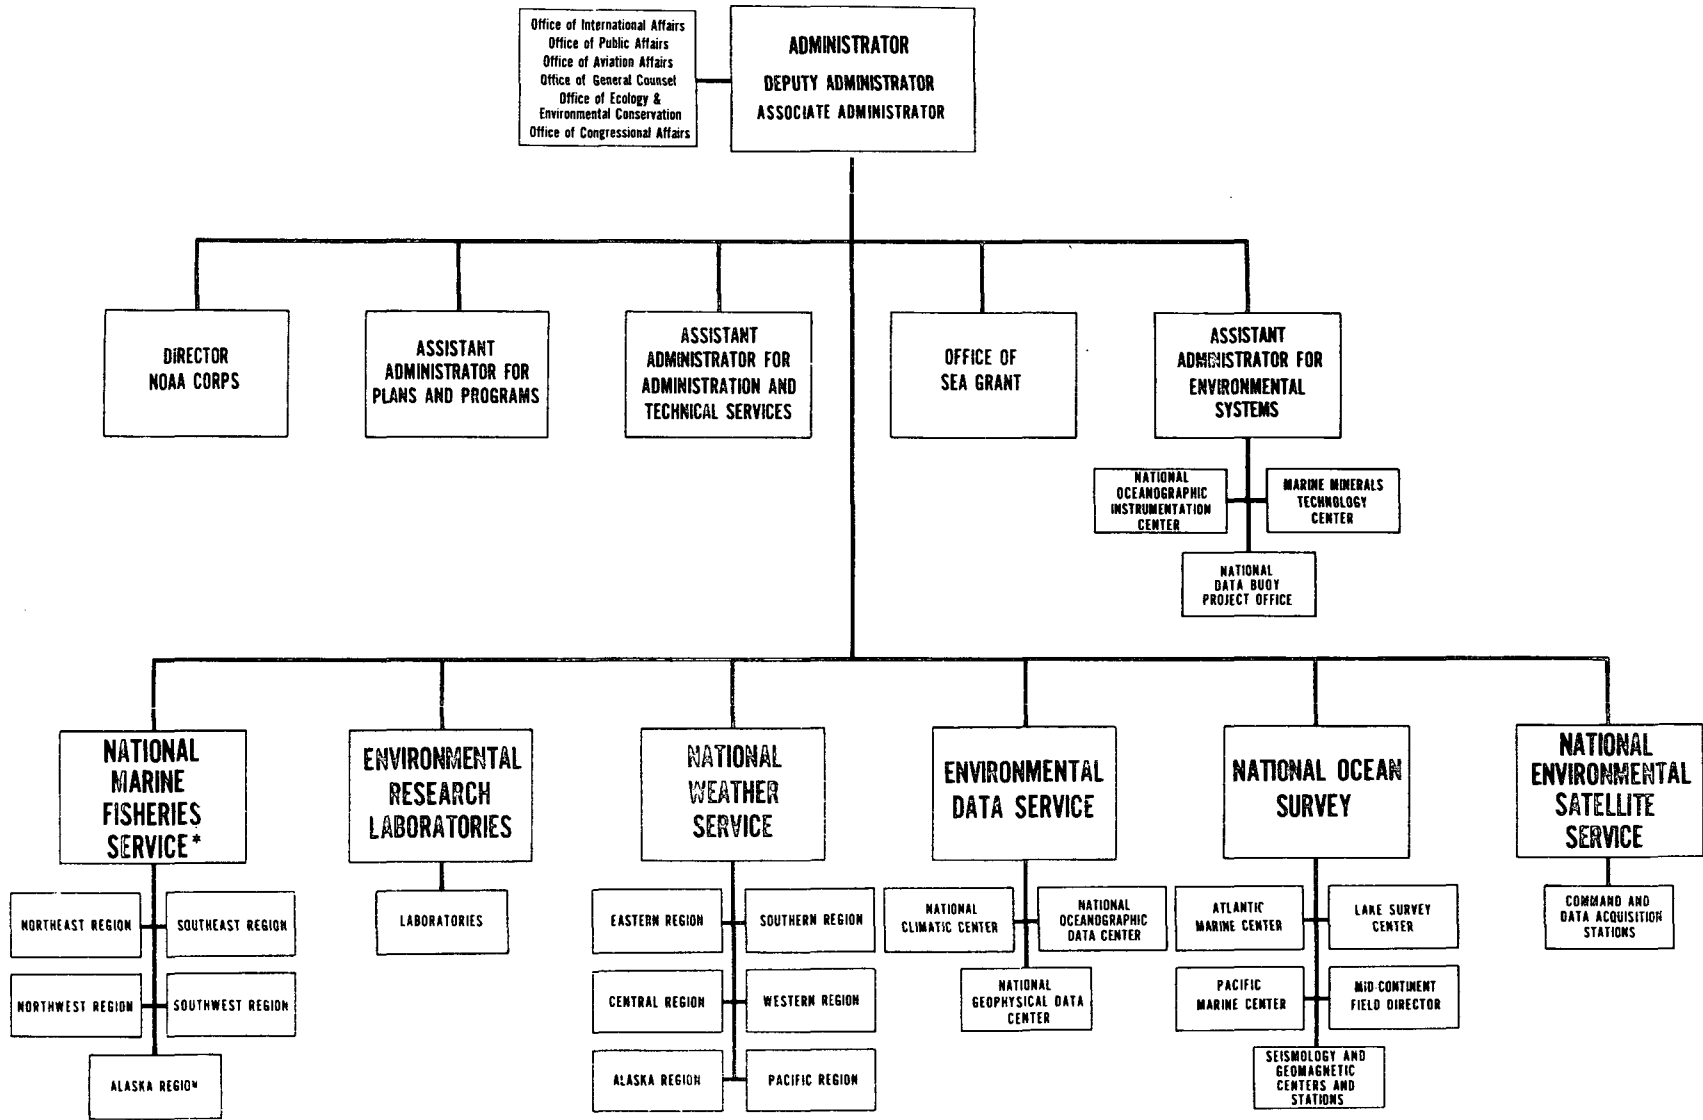 Office of International Affairs
Office of Public Affairs
Office of Aviation Affairs
Office of General Counsel
Office of Ecology &
Environmental Conservation
Office of Congressional Affairs
ADMINISTRATOR
DEPUTY ADMINISTRATOR
ASSOCIATE ADMINISTRATOR
DIRECTOR
NOAA CORPS
ASSISTANT
ADMINISTRATOR FOR
PLANS AND PROGRAMS
ASSISTANT
ADMINISTRATOR FOR
ADMINISTRATION AND
TECHNICAL SERVICES
OFFICE OF
SEA GRANT
ASSISTANT
ADMINISTRATOR FOR
ENVIRONMENTAL
SYSTEMS
NATIONAL
OCEANOGRAPHIC
INSTRUMENTATION
CENTER
MARINE MINERALS
TECHNOLOGY
CENTER
NATIONAL
DATA BUOY
PROJECT OFFICE
NATIONAL
MARINE
FISHERIES
SERVICE*
ENVIRONMENTAL
RESEARCH
LABORATORIES
NATIONAL
WEATHER
SERVICE
ENVIRONMENTAL
DATA SERVICE
NATIONAL OCEAN
SURVEY
NATIONAL
ENVIRONMENTAL
SATELLITE
SERVICE
NORTHEAST REGION
SOUTHEAST REGION
NORTHWEST REGION
SOUTHWEST REGION
ALASKA REGION
LABORATORIES
EASTERN REGION
SOUTHERN REGION
CENTRAL REGION
WESTERN REGION
ALASKA REGION
PACIFIC REGION
NATIONAL
CLIMATIC CENTER
NATIONAL
OCEANOGRAPHIC
DATA CENTER
NATIONAL
GEOPHYSICAL DATA
CENTER
ATLANTIC
MARINE CENTER
LAKE SURVEY
CENTER
PACIFIC
MARINE CENTER
MID-CONTINENT
FIELD DIRECTOR
SEISMOLOGY AND
GEOMAGNETIC
CENTERS AND
STATIONS
COMMAND AND
DATA ACQUISITION
STATIONS